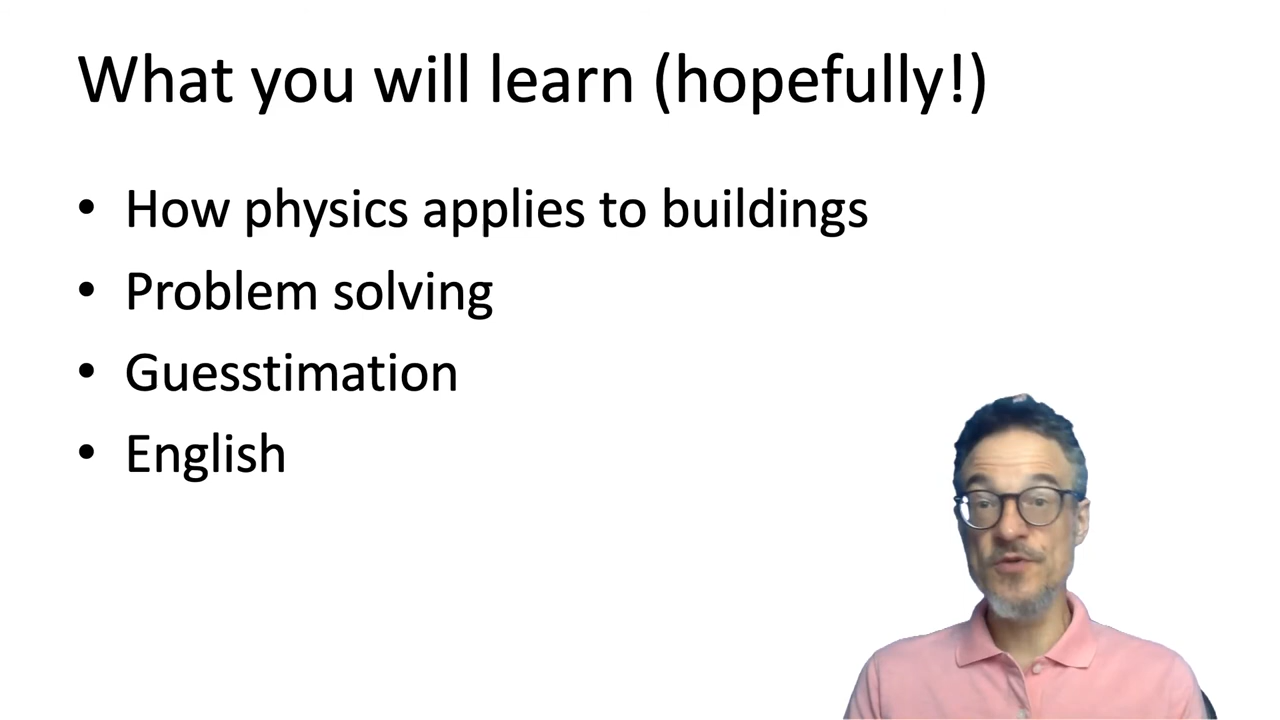 What you will learn (hopefully!)
• How physics applies to buildings
• Problem solving
• Guesstimation
• English